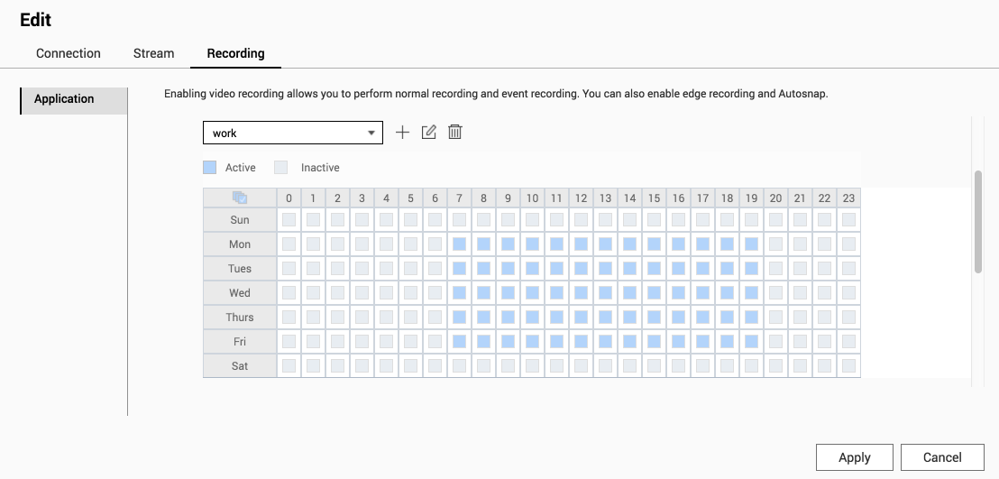 Edit
Connection Stream Recording
Application
Enabling video recording allows you to perform normal recording and event recording. You can also enable edge recording and Autosnap.
work
Active Inactive
0 1 2 3 4 5 6 7 8 9 10 11 12 13 14 15 16 17 18 19 20 21 22 23
Sun
Mon
Tues
Wed
Thurs
Fri
Sat
Apply Cancel